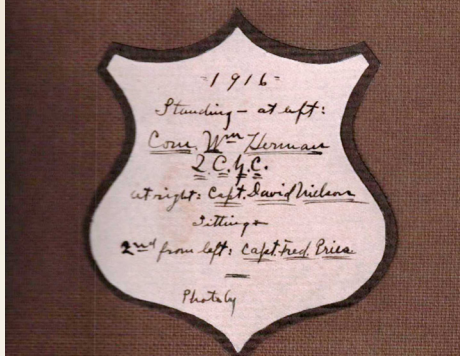 -1916-
Standing – at left:
Com. Wm Herman
Q.C.Y.C.
at right: Capt. David Nielson
Sitting
2nd from left: Capt. Fred. Price
Photo by